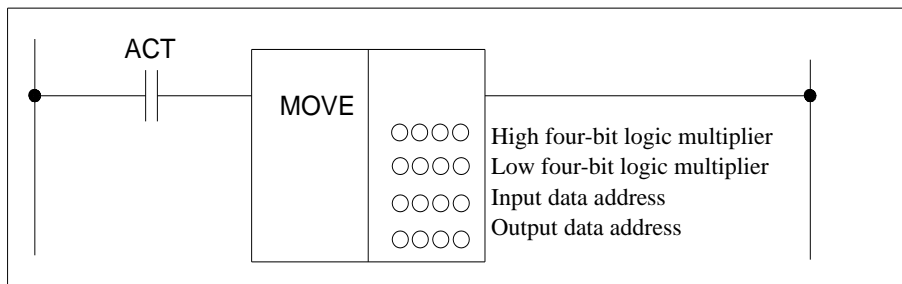 ACT
MOVE
○○○○ High four-bit logic multiplier
○○○○ Low four-bit logic multiplier
○○○○ Input data address
○○○○ Output data address